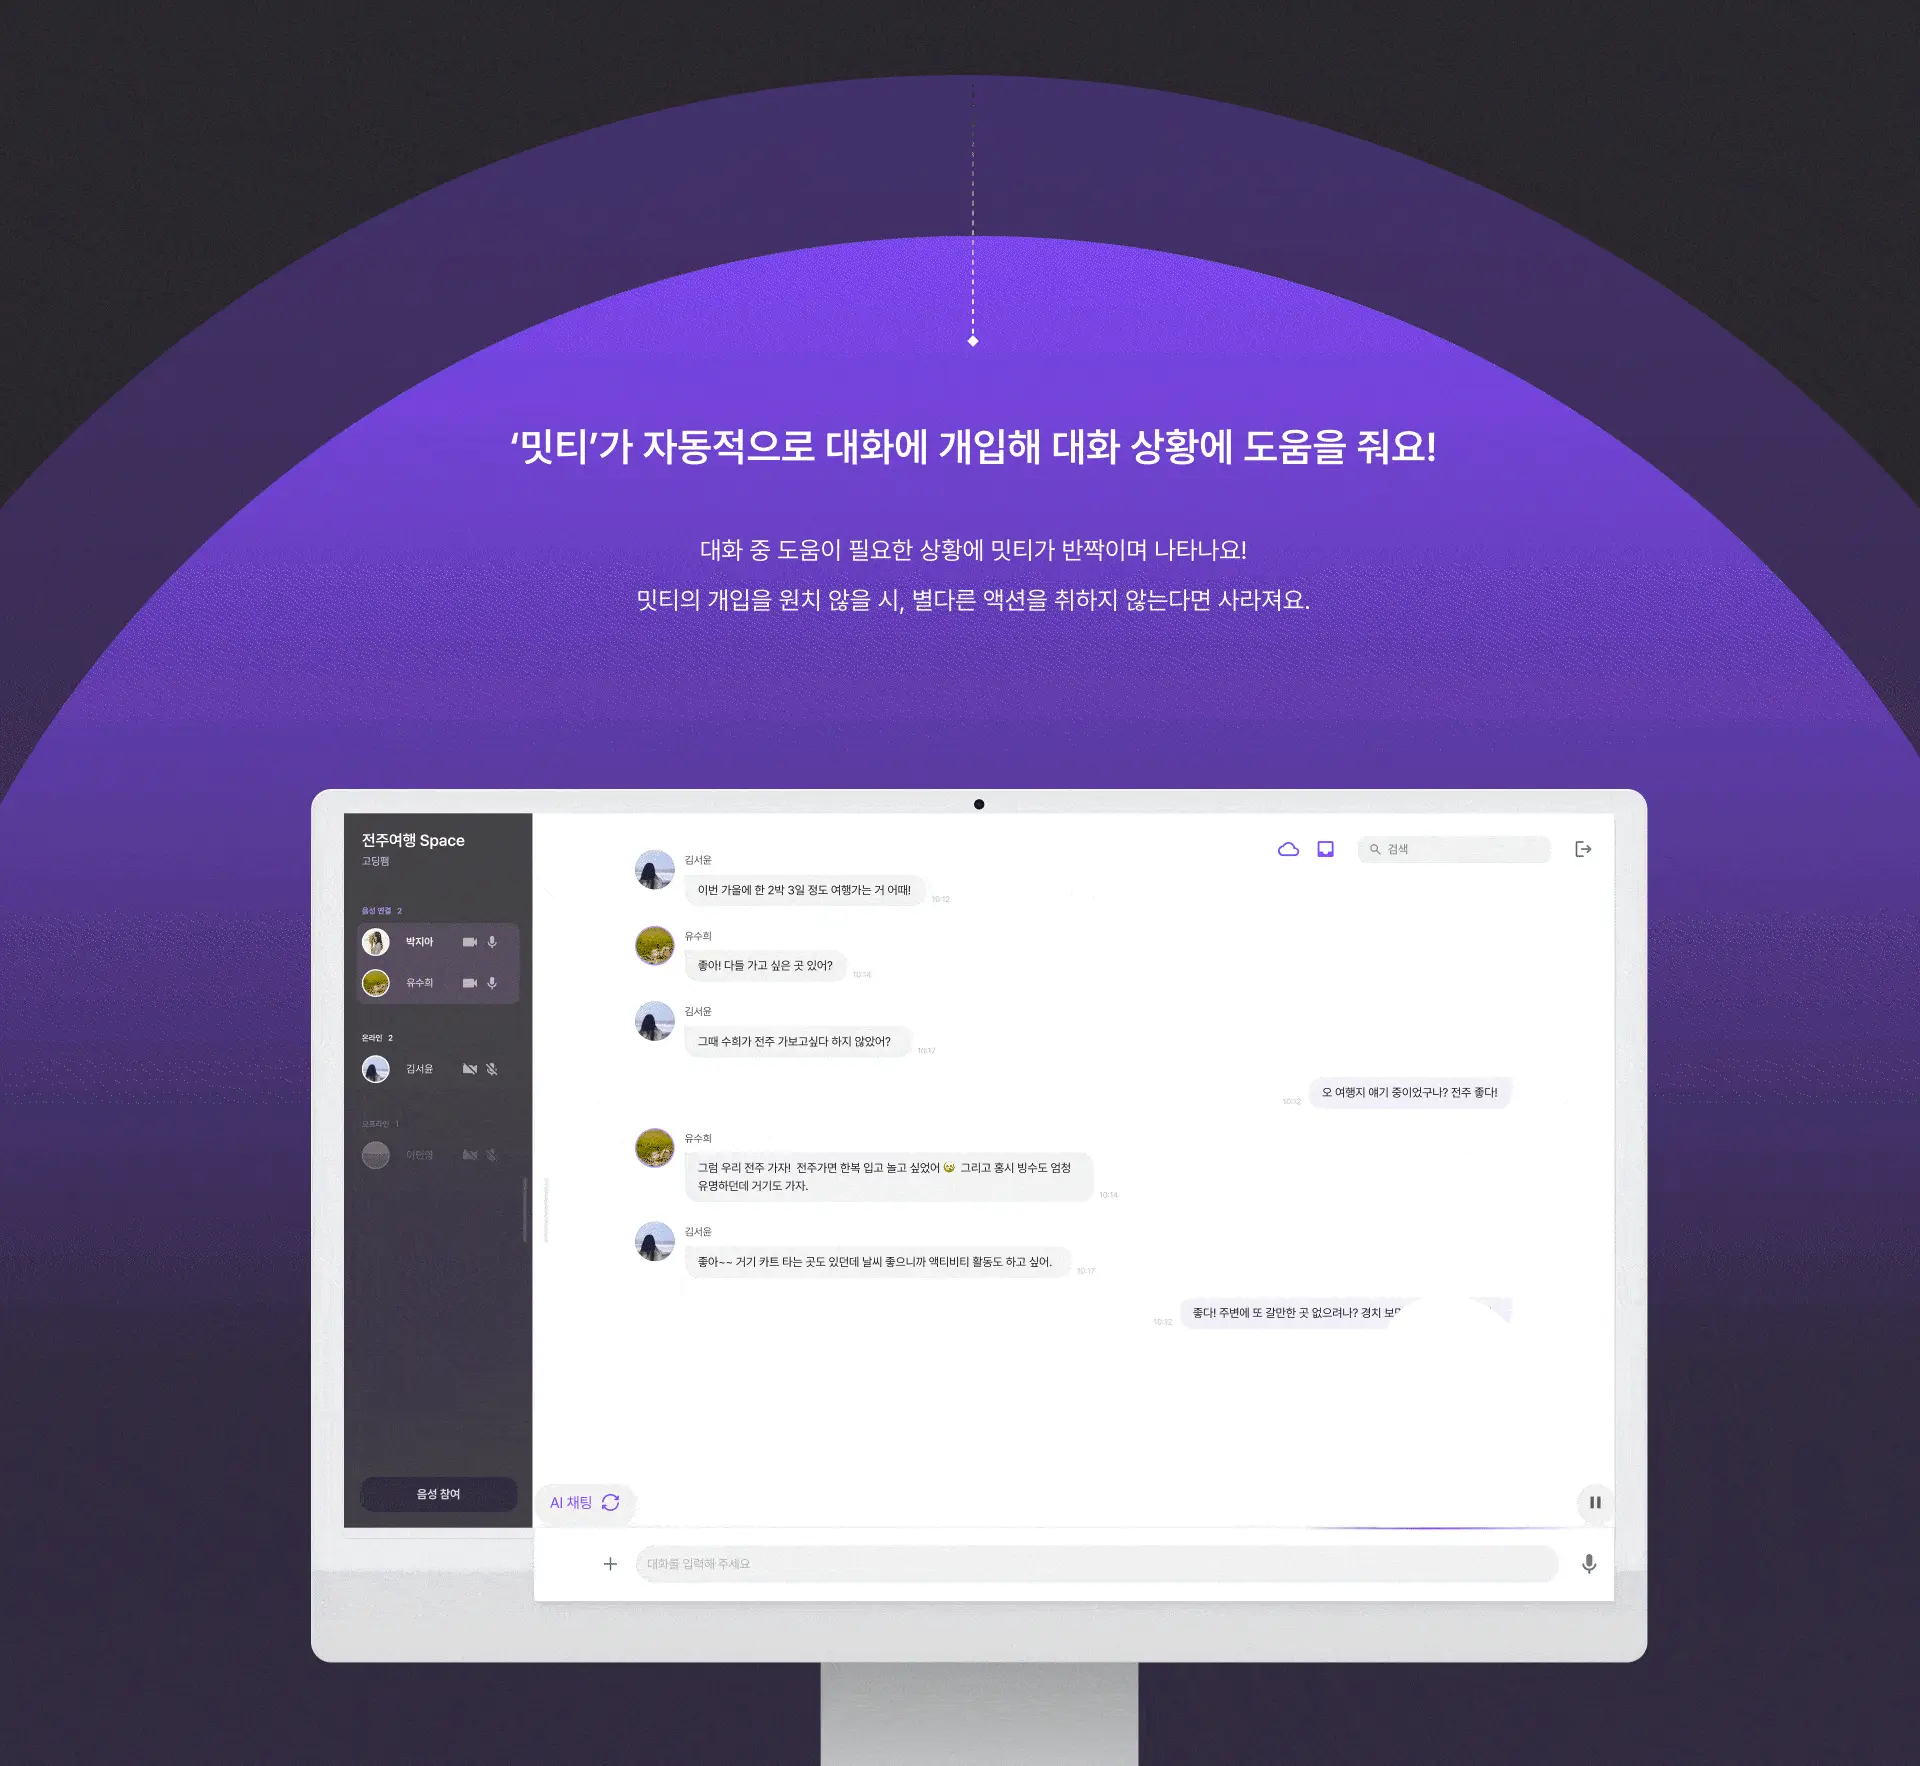 ‘밋티’가 자동적으로 대화에 개입해 대화 상황에 도움을 줘요!
대화 중 도움이 필요한 상황에 밋티가 반짝이며 나타나요!
밋티의 개입을 원치 않을 시, 별다른 액션을 취하지 않는다면 사라져요.
전주여행 Space
고딩팸
음성 연결 2
박지아
유수희
온라인 2
김서윤
오프라인 1
음성 참여
검색
김서윤
이번 가을에 한 2박 3일 정도 여행가는 거 어때!
10:12
유수희
좋아! 다들 가고 싶은 곳 있어?
10:14
김서윤
그때 수희가 전주 가보고싶다 하지 않았어?
10:17
오 여행지 얘기 중이었구나? 전주 좋다!
10:12
유수희
그럼 우리 전주 가자! 전주가면 한복 입고 놀고 싶었어 😚 그리고 홍시 빙수도 엄청
유명하던데 거기도 가자.
10:14
김서윤
좋아~~ 거기 카트 타는 곳도 있던데 날씨 좋으니까 액티비티 활동도 하고 싶어.
10:17
좋다! 주변에 또 갈만한 곳 없으려나? 경치
10:12
AI 채팅
대화를 입력해 주세요